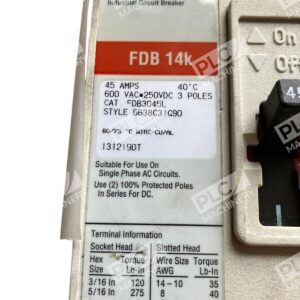 Industrial Circuit Breaker
FDB 14k
45 AMPS 40°C
600 VAC■250VDC 3 POLES
CAT. FDB3045L
STYLE 6638C31G90
60/75 °C WIRE-CU/AL
131219DT
Suitable For Use On
Single Phase AC Circuits.
Use (2) 100% Protected Poles
In Series For DC.
Terminal Information
Socket Head Slotted Head
Hex Torque Wire Size Torque
Size Lb-In AWG Lb-In
3/16 120 14-10 35
5/16 275 8 40
On
Off
45
PLC
MACHINERY